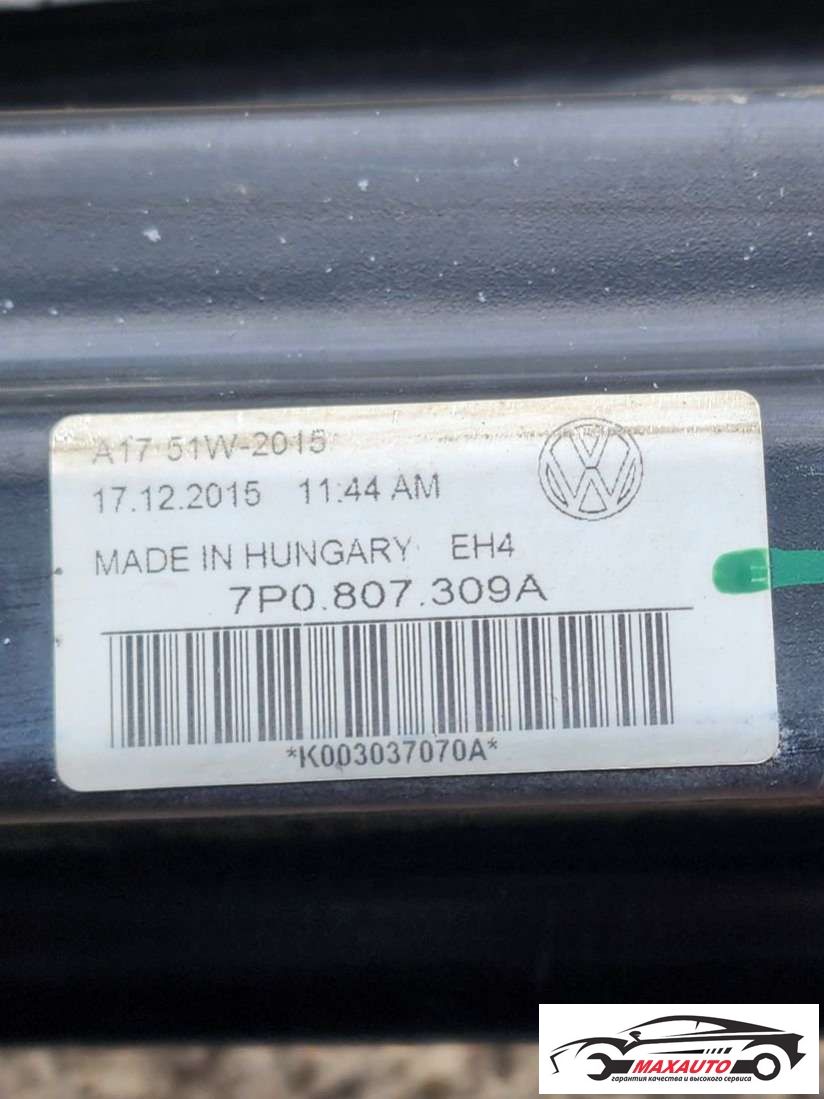 A17 51W-2015
17.12.2015 11:44 AM
MADE IN HUNGARY EH4
7P0.807.309A
*K003037070A*
MAXAUTO
гарантия качества и высокого сервиса